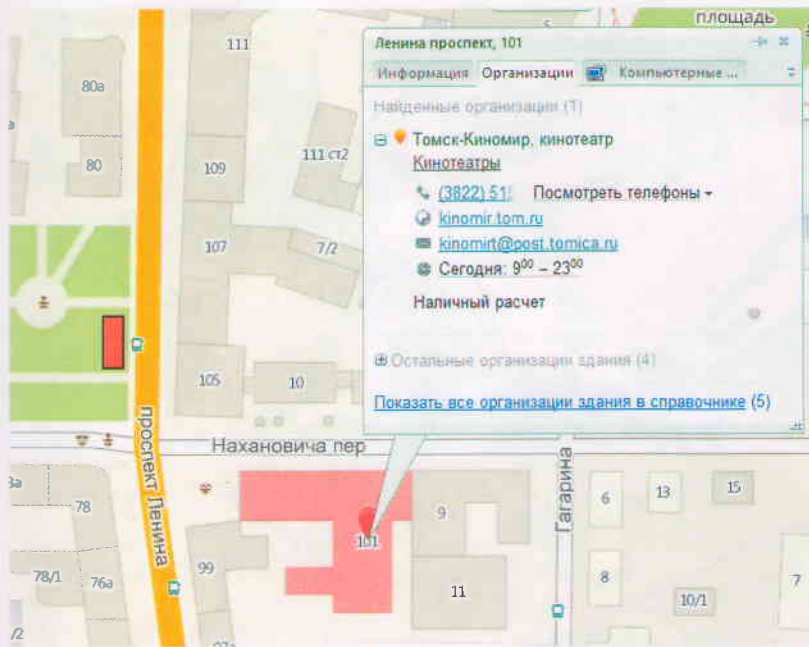 площадь
Ленина проспект, 101
Информация Организации Компьютерные ...
Найденные организации (1)
Томск-Киномир, кинотеатр
Кинотеатры
(3822) 51 Посмотреть телефоны
kinomir.tom.ru
kinomirt@post.tomica.ru
Сегодня: 9⁰⁰ – 23⁰⁰
Наличный расчет
Остальные организации здания (4)
Показать все организации здания в справочнике (5)
111
80а
80
109
111 ст2
107
7/2
105
10
проспект Ленина
Нахановича пер
Гагарина
78
78/1
76а
/2
99
101
9
11
6
13
15
8
10/1
7